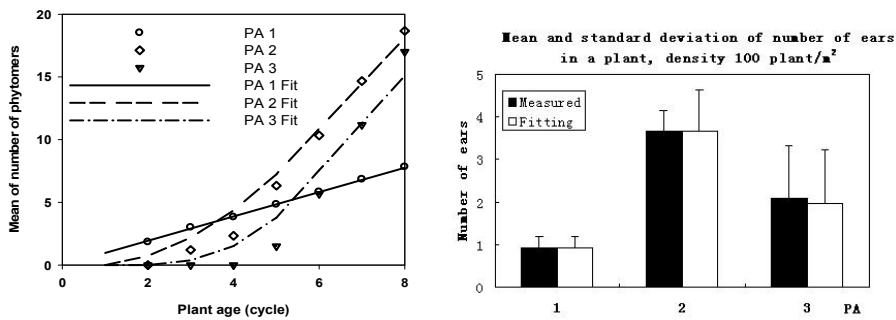 20
15
10
5
0
0 2 4 6 8
Mean of number of phytomers
Plant age (cycle)
PA 1
PA 2
PA 3
PA 1 Fit
PA 2 Fit
PA 3 Fit
Mean and standard deviation of number of ears
in a plant, density 100 plant/m²
5
4
3
2
1
0
Number of ears
Measured
Fitting
1 2 3 PA